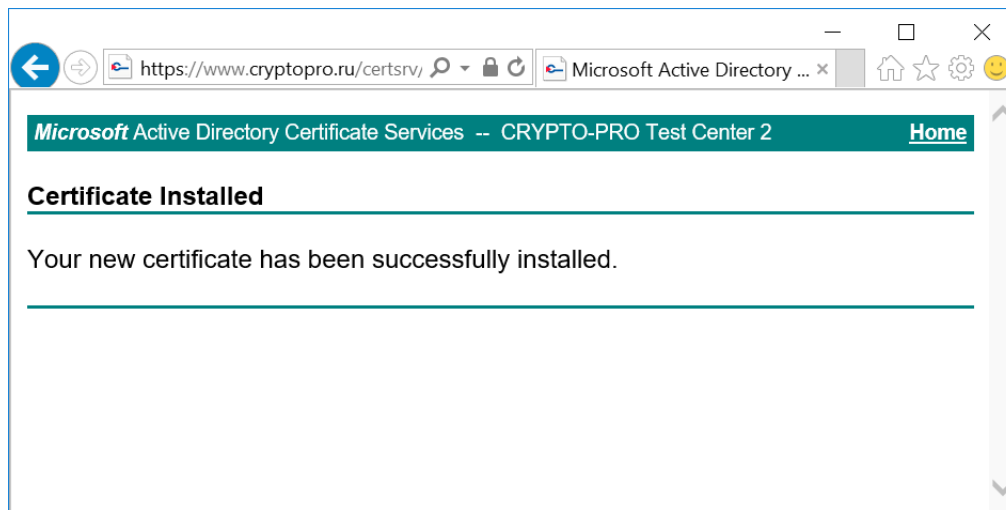 https://www.cryptopro.ru/certsrv/
Microsoft Active Directory ...
Microsoft Active Directory Certificate Services -- CRYPTO-PRO Test Center 2 Home
Certificate Installed
Your new certificate has been successfully installed.